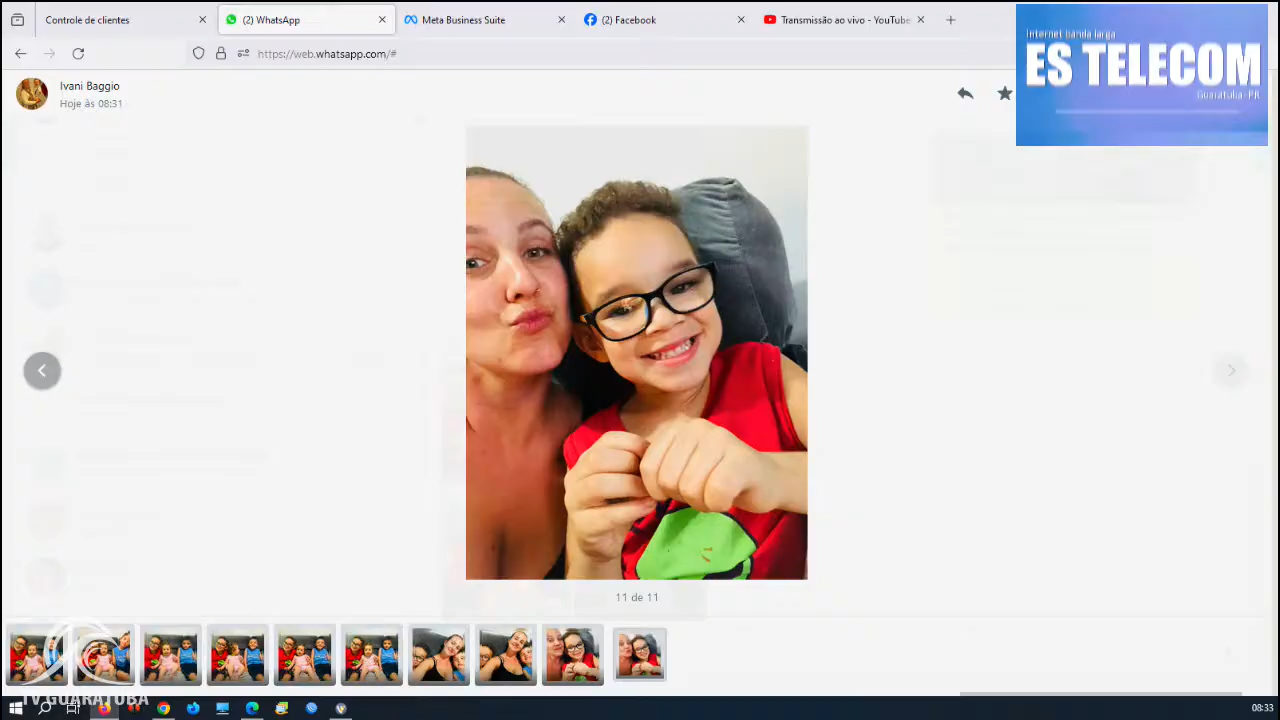 Controle de clientes
(2) WhatsApp
Meta Business Suite
(2) Facebook
Transmissão ao vivo - YouTube
https://web.whatsapp.com/#
Internet banda larga
ES TELECOM
Guaratuba-PR
Ivani Baggio
Hoje às 08:31
11 de 11
TV GUARATUBA
08:33